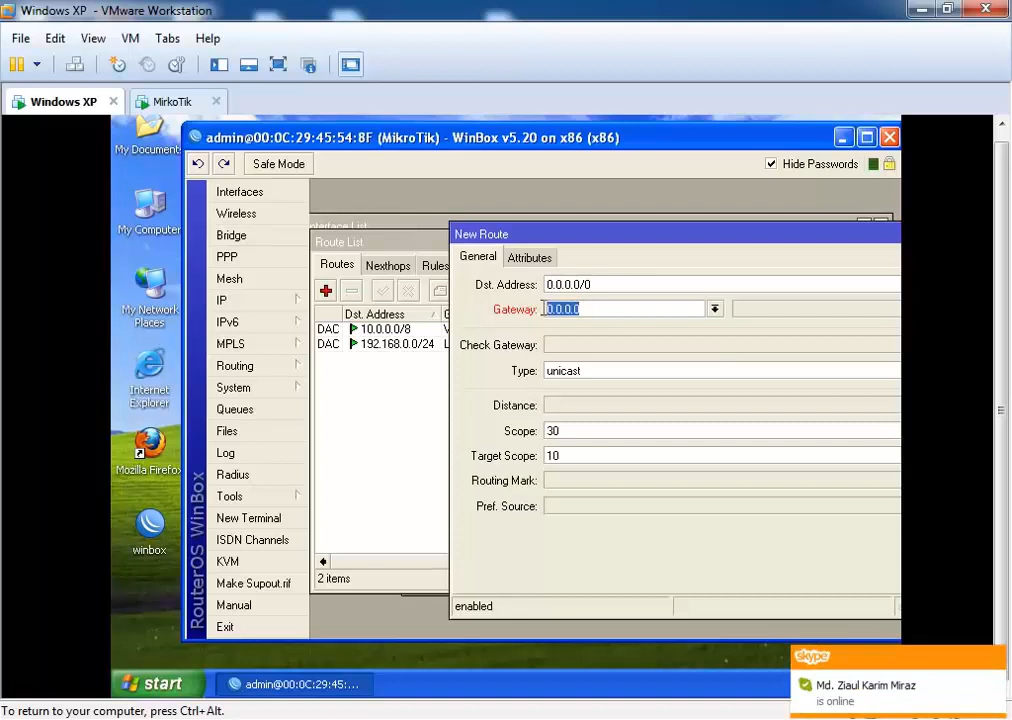 Windows XP - VMware Workstation
File Edit View VM Tabs Help
Windows XP MirkoTik
My Documents
My Computer
My Network
Places
Internet
Explorer
Mozilla Firefox
winbox
admin@00:0C:29:45:54:8F (MikroTik) - WinBox v5.20 on x86 (x86)
Safe Mode Hide Passwords
RouterOS WinBox
Interfaces
Wireless
Bridge
PPP
Mesh
IP
IPv6
MPLS
Routing
System
Queues
Files
Log
Radius
Tools
New Terminal
ISDN Channels
KVM
Make Supout.rif
Manual
Exit
Interface List
Route List
Routes Nexthops Rules
Dst. Address G
DAC 10.0.0.0/8
DAC 192.168.0.0/24 L
2 items
New Route
General Attributes
Dst. Address: 0.0.0.0/0
Gateway: 0.0.0.0
Check Gateway:
Type: unicast
Distance:
Scope: 30
Target Scope: 10
Routing Mark:
Pref. Source:
enabled
start admin@00:0C:29:45:...
skype
Md. Ziaul Karim Miraz
is online
To return to your computer, press Ctrl+Alt.